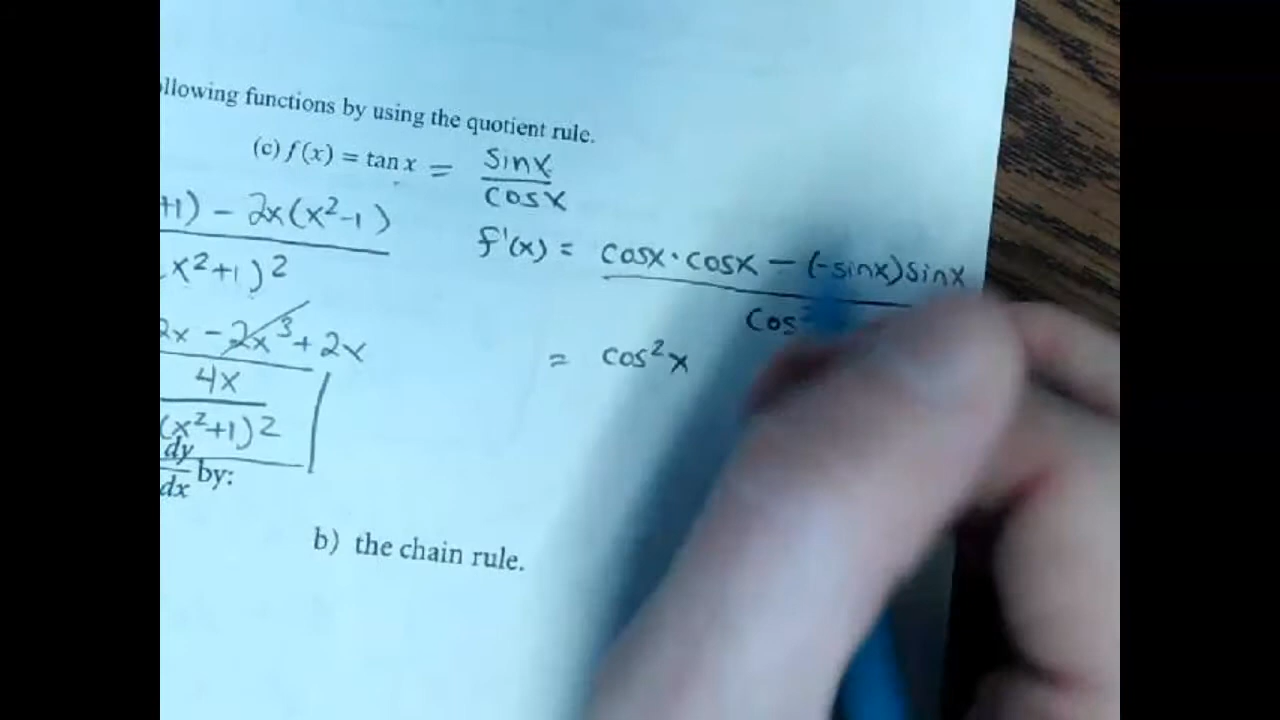 llowing functions by using the quotient rule.
(c) f(x) = tan x = sinx / cosx
+1) - 2x(x²-1)
x²+1)²
f'(x) = cosx · cosx - (-sinx)sinx
cos²
2x - 2x³ + 2x
= cos²x
4x
(x²+1)²
dy/dx by:
b) the chain rule.